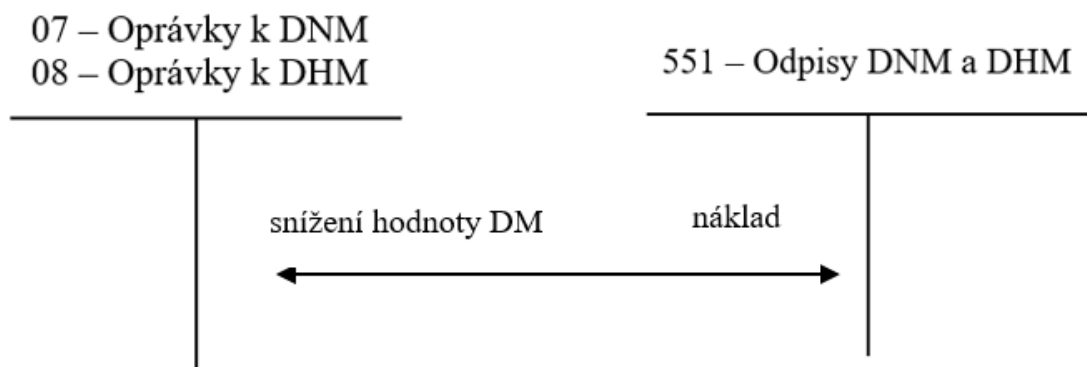 07 – Oprávky k DNM
08 – Oprávky k DHM
551 – Odpisy DNM a DHM
snížení hodnoty DM
náklad